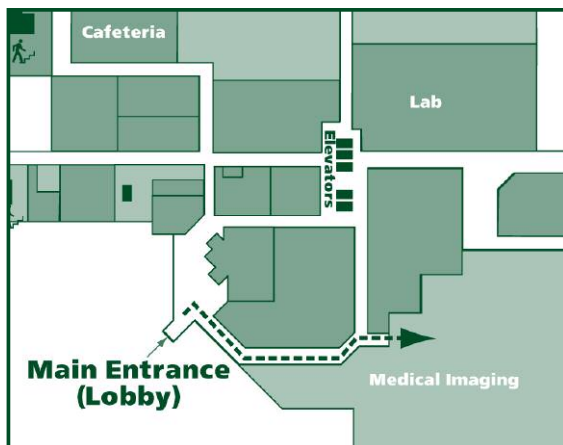 Cafeteria
Lab
Elevators
Main Entrance
(Lobby)
Medical Imaging